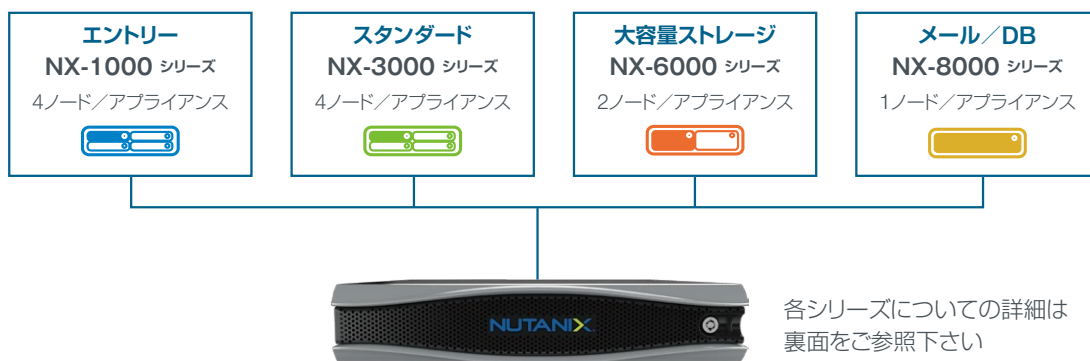 エントリー
NX-1000 シリーズ
4ノード／アプライアンス
スタンダード
NX-3000 シリーズ
4ノード／アプライアンス
大容量ストレージ
NX-6000 シリーズ
2ノード／アプライアンス
メール／DB
NX-8000 シリーズ
1ノード／アプライアンス
NUTANIX
各シリーズについての詳細は
裏面をご参照下さい